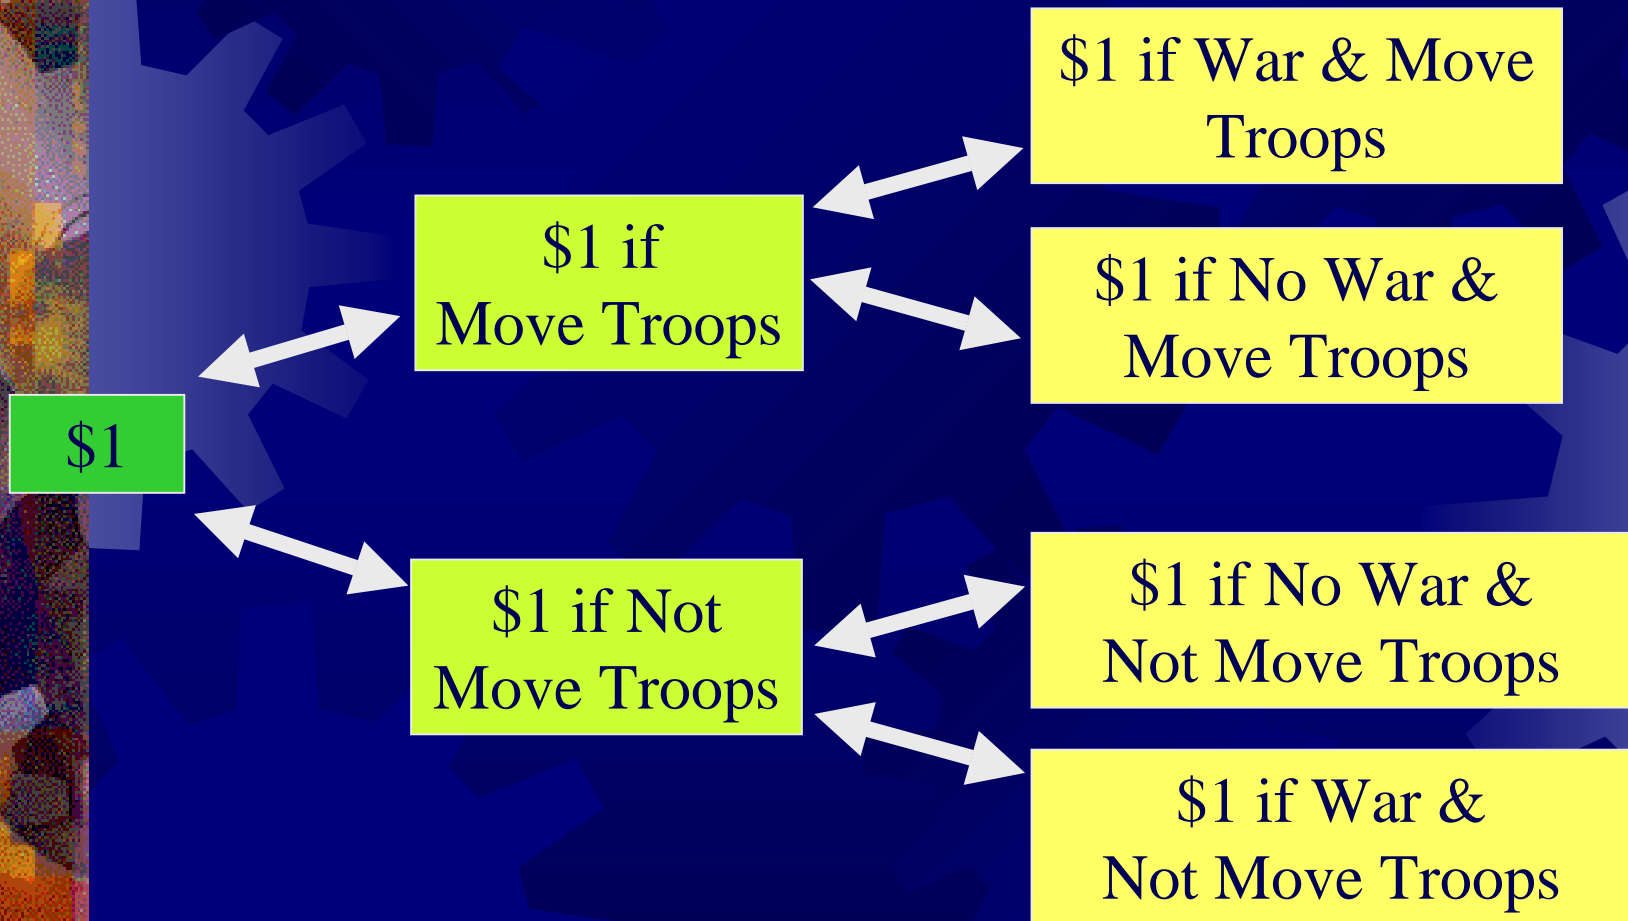 $1 if War & Move
Troops
$1 if
Move Troops
$1 if No War &
Move Troops
$1
$1 if Not
Move Troops
$1 if No War &
Not Move Troops
$1 if War &
Not Move Troops